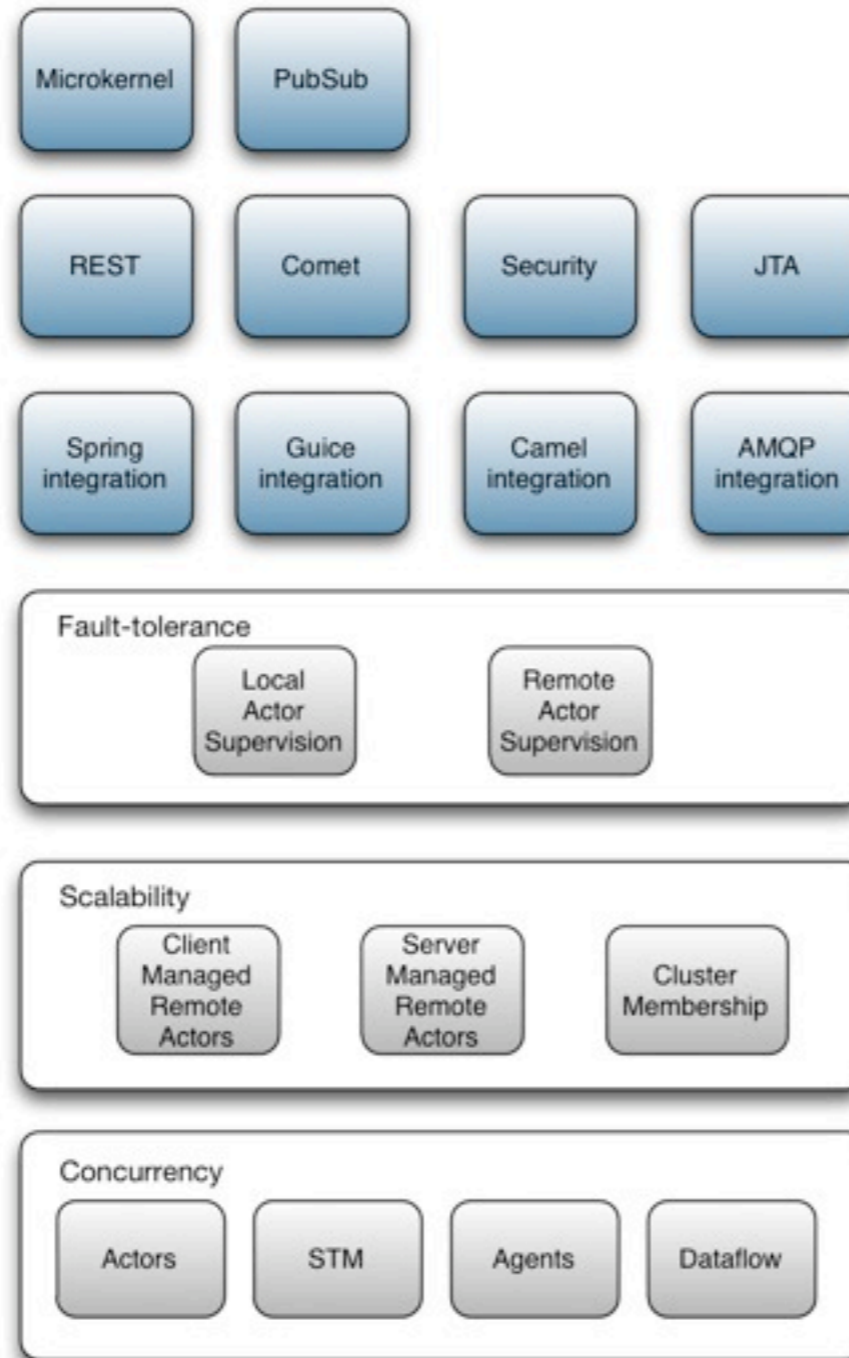 Microkernel
PubSub
REST
Comet
Security
JTA
Spring
integration
Guice
integration
Camel
integration
AMQP
integration
Fault-tolerance
Local
Actor
Supervision
Remote
Actor
Supervision
Scalability
Client
Managed
Remote
Actors
Server
Managed
Remote
Actors
Cluster
Membership
Concurrency
Actors
STM
Agents
Dataflow